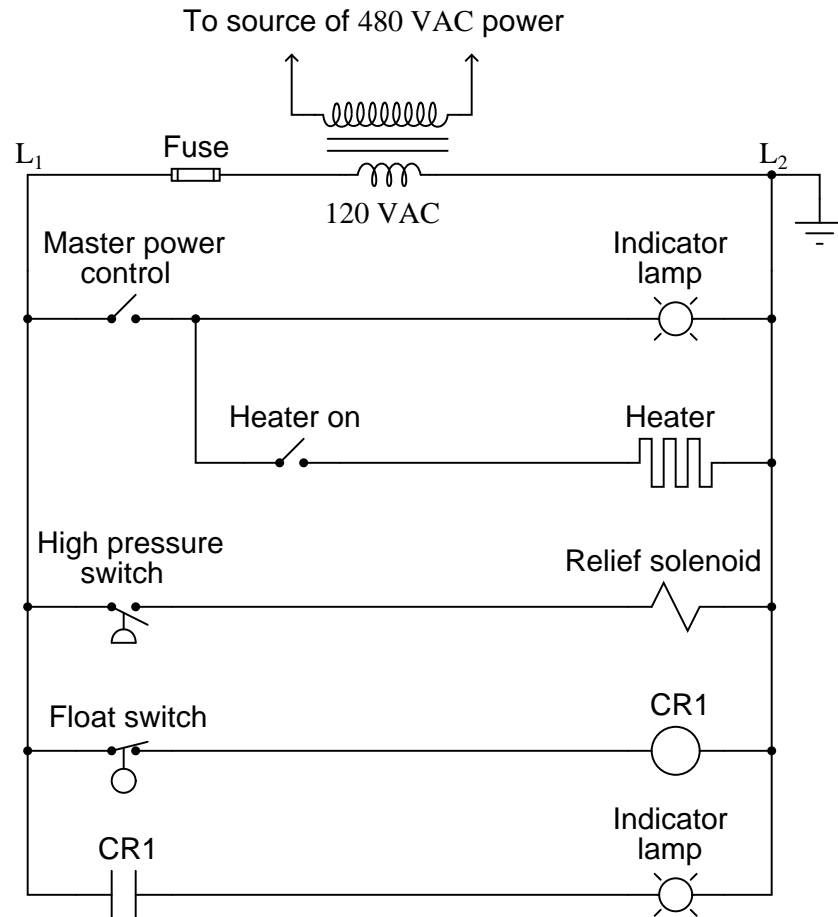 To source of 480 VAC power
L₁
Fuse
L₂
120 VAC
Master power
control
Indicator
lamp
Heater on
Heater
High pressure
switch
Relief solenoid
Float switch
CR1
CR1
Indicator
lamp